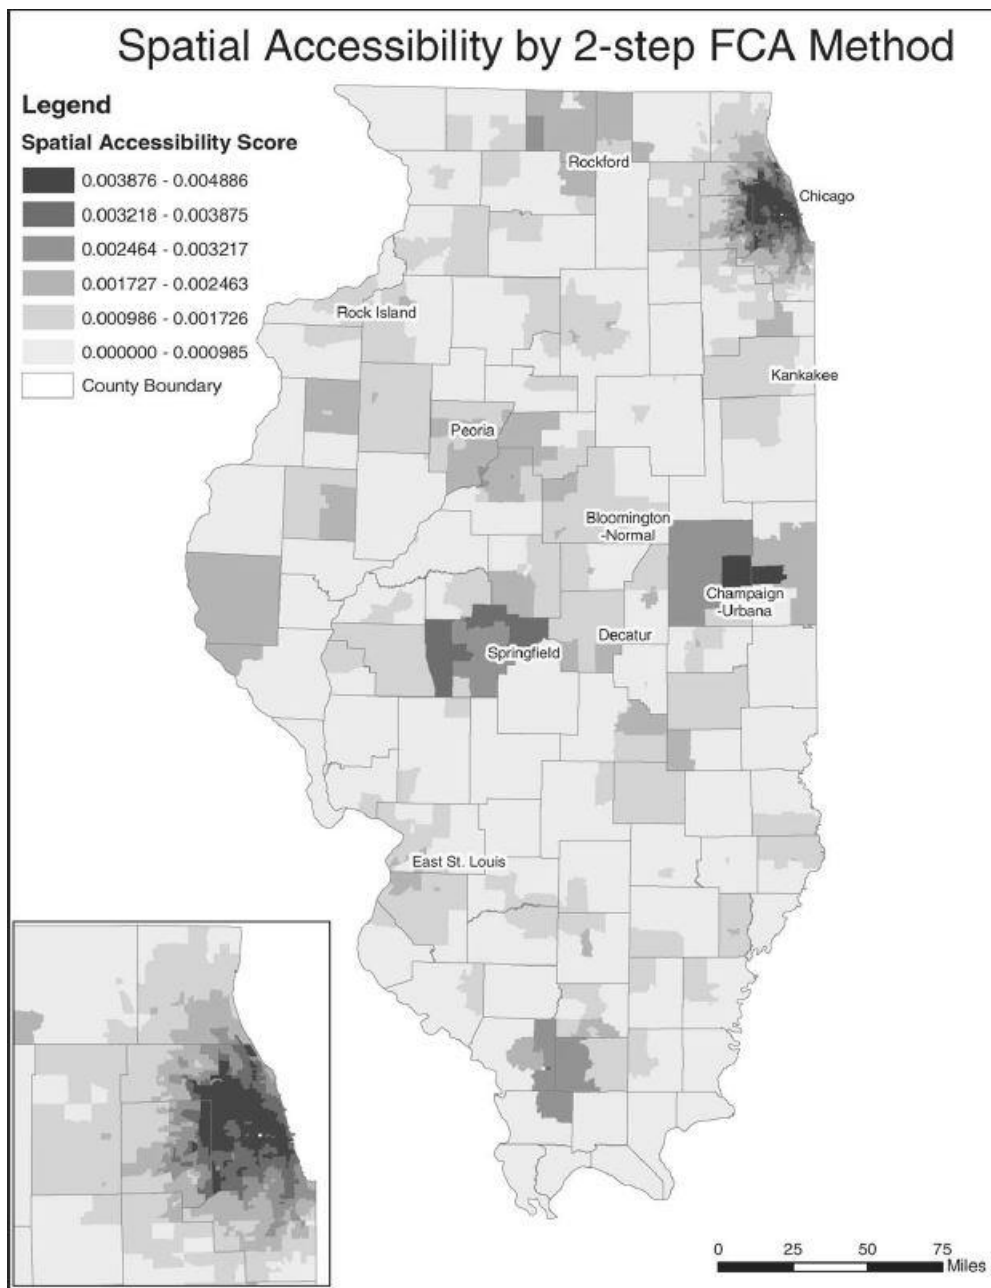 Spatial Accessibility by 2-step FCA Method
Legend
Spatial Accessibility Score
0.003876 - 0.004886
0.003218 - 0.003875
0.002464 - 0.003217
0.001727 - 0.002463
0.000986 - 0.001726
0.000000 - 0.000985
County Boundary
Rockford
Chicago
Rock Island
Kankakee
Peoria
Bloomington
-Normal
Champaign
-Urbana
Decatur
Springfield
East St. Louis
0 25 50 75
Miles